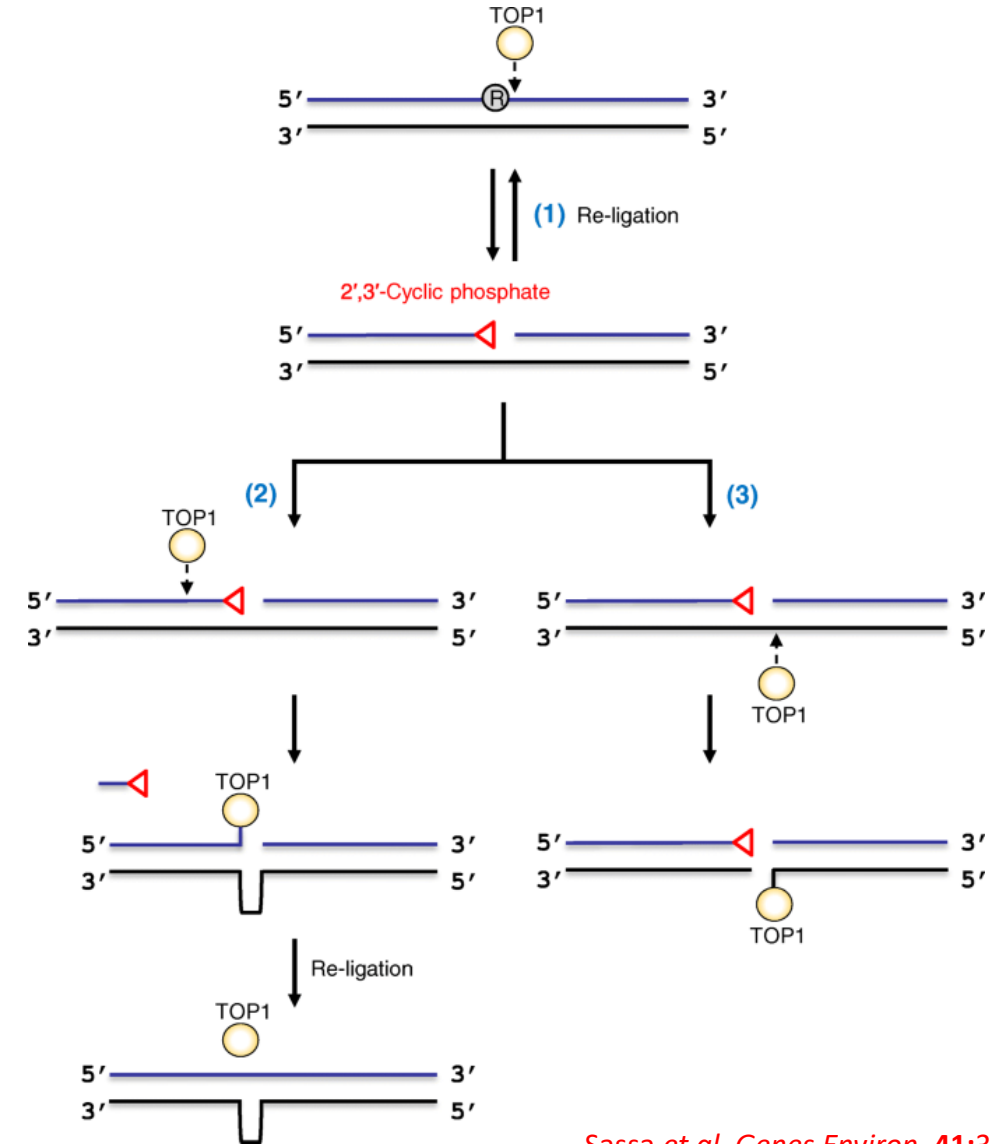 TOP1
5′ R 3′
3′ 5′
(1) Re-ligation
2′,3′-Cyclic phosphate
5′ 3′
3′ 5′
(2) (3)
TOP1
5′ 3′ 5′ 3′
3′ 5′ 3′ 5′
TOP1
TOP1
5′ 3′ 5′ 3′
3′ 5′ 3′ 5′
TOP1
Re-ligation
TOP1
5′ 3′
3′ 5′
Sassa et al. Genes Environ. 41: